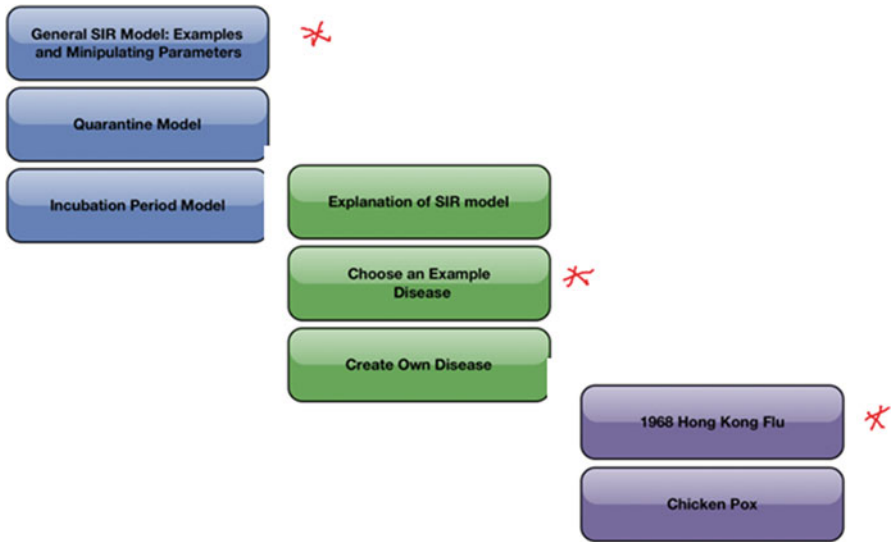 General SIR Model: Examples
and Minipulating Parameters
Quarantine Model
Incubation Period Model
Explanation of SIR model
Choose an Example
Disease
Create Own Disease
1968 Hong Kong Flu
Chicken Pox